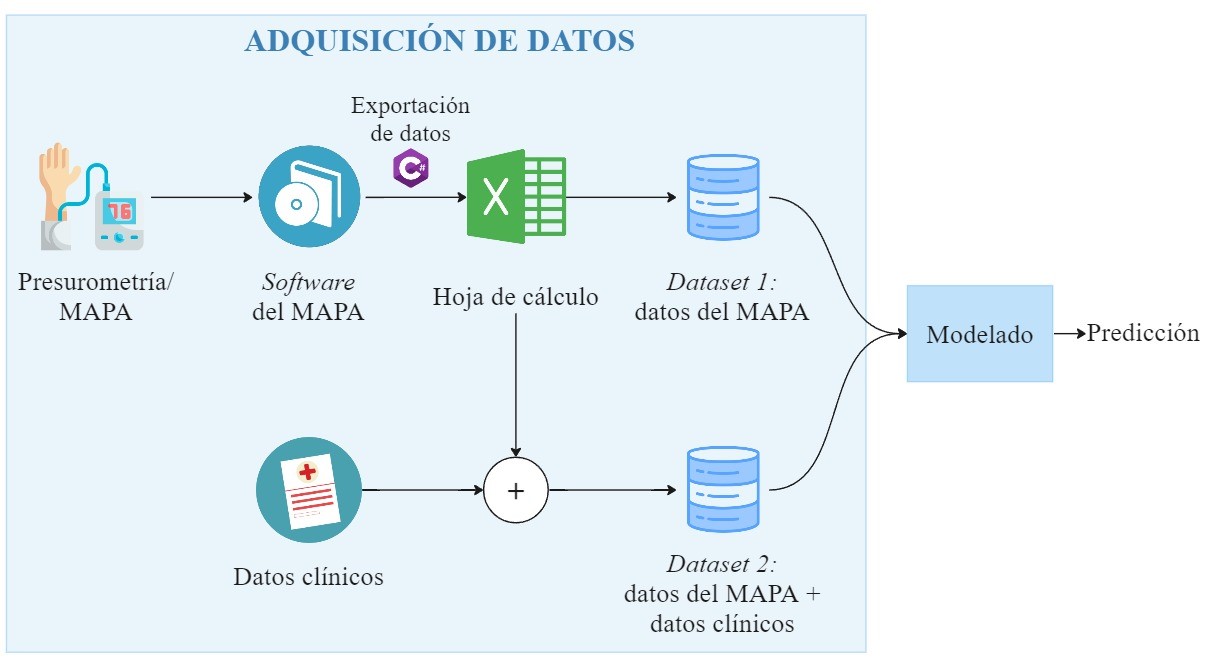 ADQUISICIÓN DE DATOS
Exportación
de datos
C#
76
X
Presurometría/
MAPA
Software
del MAPA
Hoja de cálculo
Dataset 1:
datos del MAPA
Modelado
Predicción
+
Datos clínicos
Dataset 2:
datos del MAPA +
datos clínicos